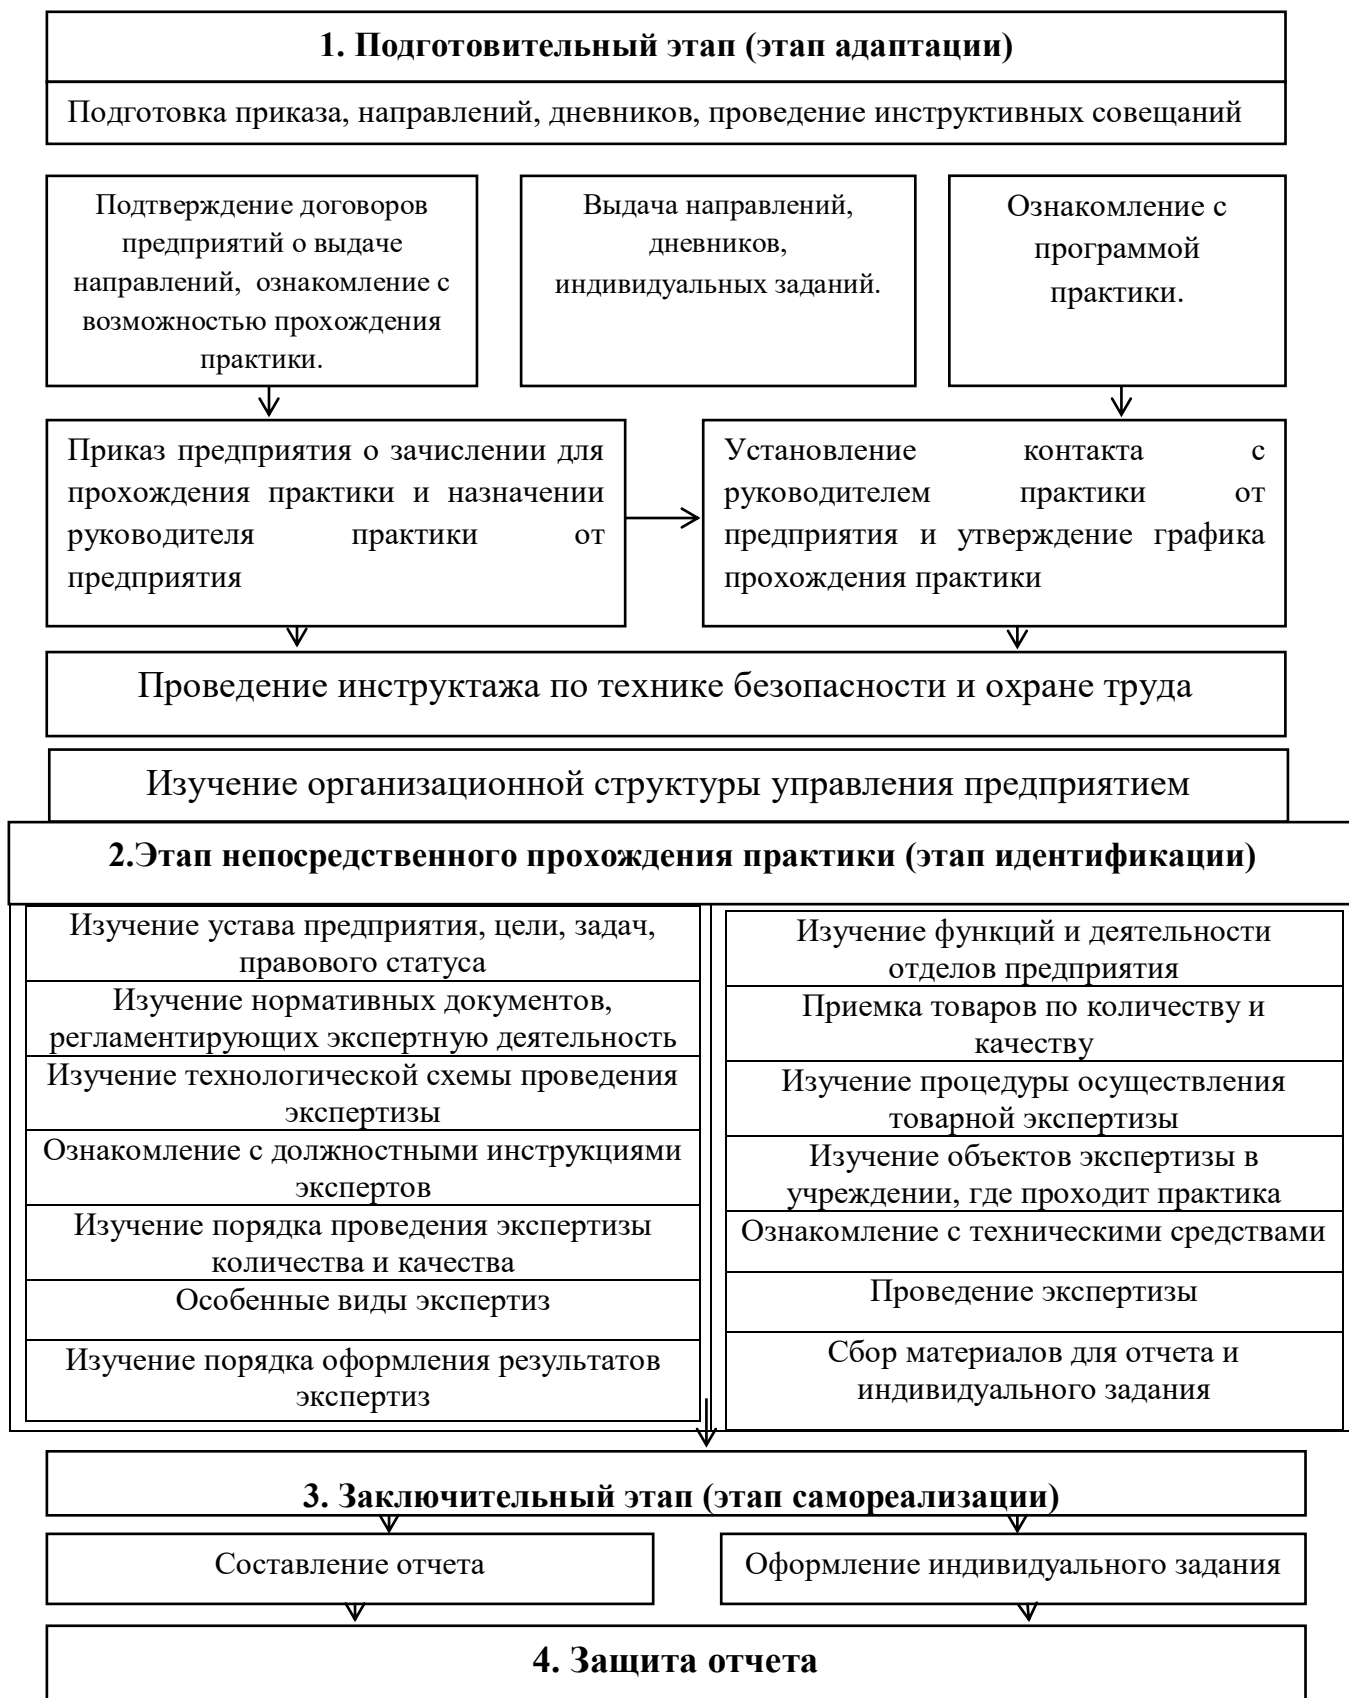 1. Подготовительный этап (этап адаптации)
Подготовка приказа, направлений, дневников, проведение инструктивных совещаний
Подтверждение договоров
предприятий о выдаче
направлений, ознакомление с
возможностью прохождения
практики.
Выдача направлений,
дневников,
индивидуальных заданий.
Ознакомление с
программой
практики.
Приказ предприятия о зачислении для
прохождения практики и назначении
руководителя практики от
предприятия
Установление контакта с
руководителем практики от
предприятия и утверждение графика
прохождения практики
Проведение инструктажа по технике безопасности и охране труда
Изучение организационной структуры управления предприятием
2.Этап непосредственного прохождения практики (этап идентификации)
Изучение устава предприятия, цели, задач,
правового статуса
Изучение нормативных документов,
регламентирующих экспертную деятельность
Изучение технологической схемы проведения
экспертизы
Ознакомление с должностными инструкциями
экспертов
Изучение порядка проведения экспертизы
количества и качества
Особенные виды экспертиз
Изучение порядка оформления результатов
экспертиз
Изучение функций и деятельности
отделов предприятия
Приемка товаров по количеству и
качеству
Изучение процедуры осуществления
товарной экспертизы
Изучение объектов экспертизы в
учреждении, где проходит практика
Ознакомление с техническими средствами
Проведение экспертизы
Сбор материалов для отчета и
индивидуального задания
3. Заключительный этап (этап самореализации)
Составление отчета
Оформление индивидуального задания
4. Защита отчета